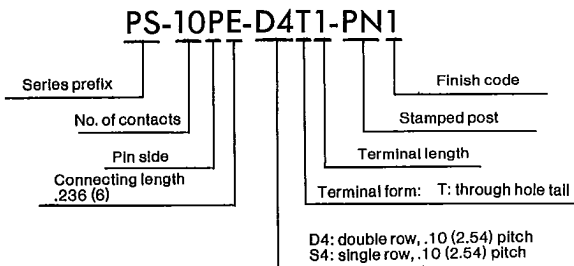 PS-10PE-D4T1-PN1
Series prefix
Finish code
No. of contacts
Stamped post
Pin side
Terminal length
Connecting length
.236 (6)
Terminal form: T: through hole tail
D4: double row, .10 (2.54) pitch
S4: single row, .10 (2.54) pitch